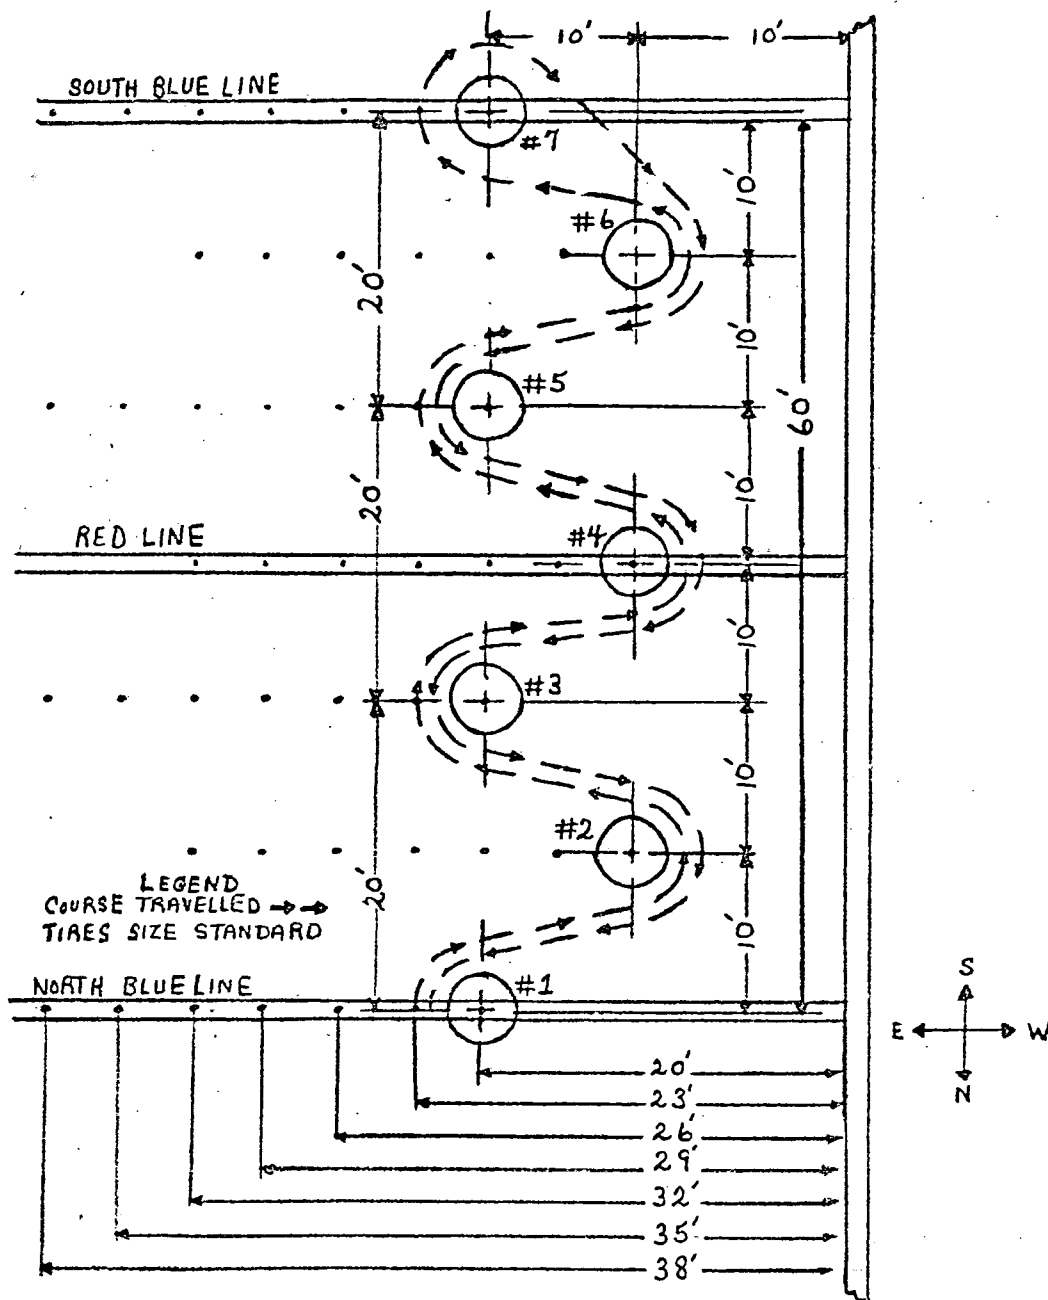 10' 10'
SOUTH BLUE LINE
#7
10'
#6
20'
10'
#5
60'
20'
10'
RED LINE
#4
10'
#3
10'
#2
LEGEND
COURSE TRAVELLED
TIRES SIZE STANDARD
20'
10'
NORTH BLUE LINE
#1
S
E W
N
20'
23'
26'
29'
32'
35'
38'